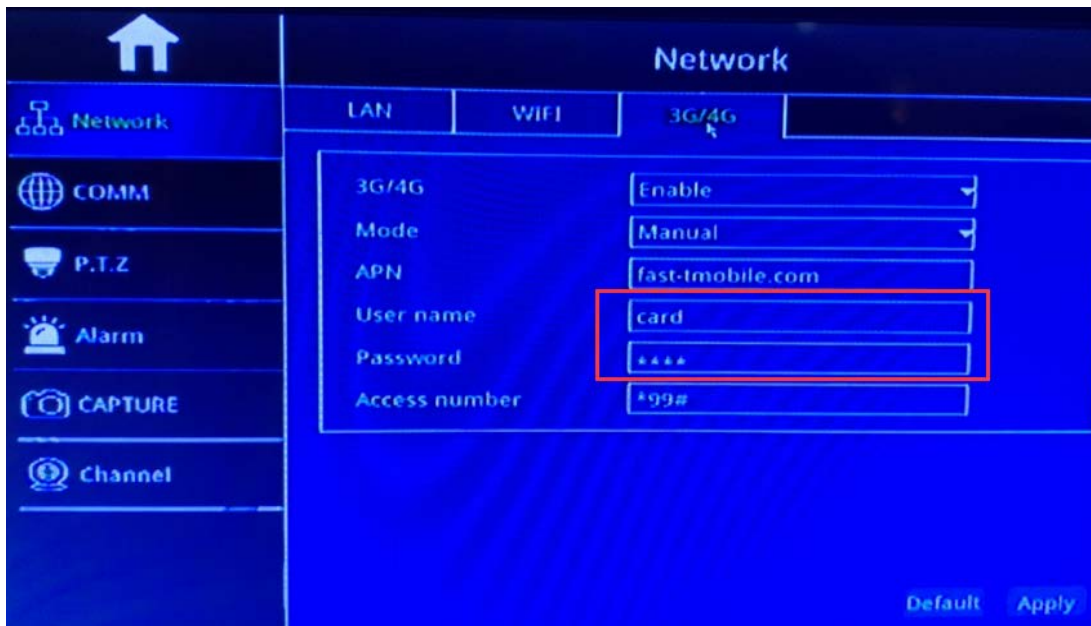 Network
LAN WIFI 3G/4G
Network
COMM
P.T.Z
Alarm
CAPTURE
Channel
3G/4G Enable
Mode Manual
APN fast-tmobile.com
User name card
Password ****
Access number *99#
Default Apply